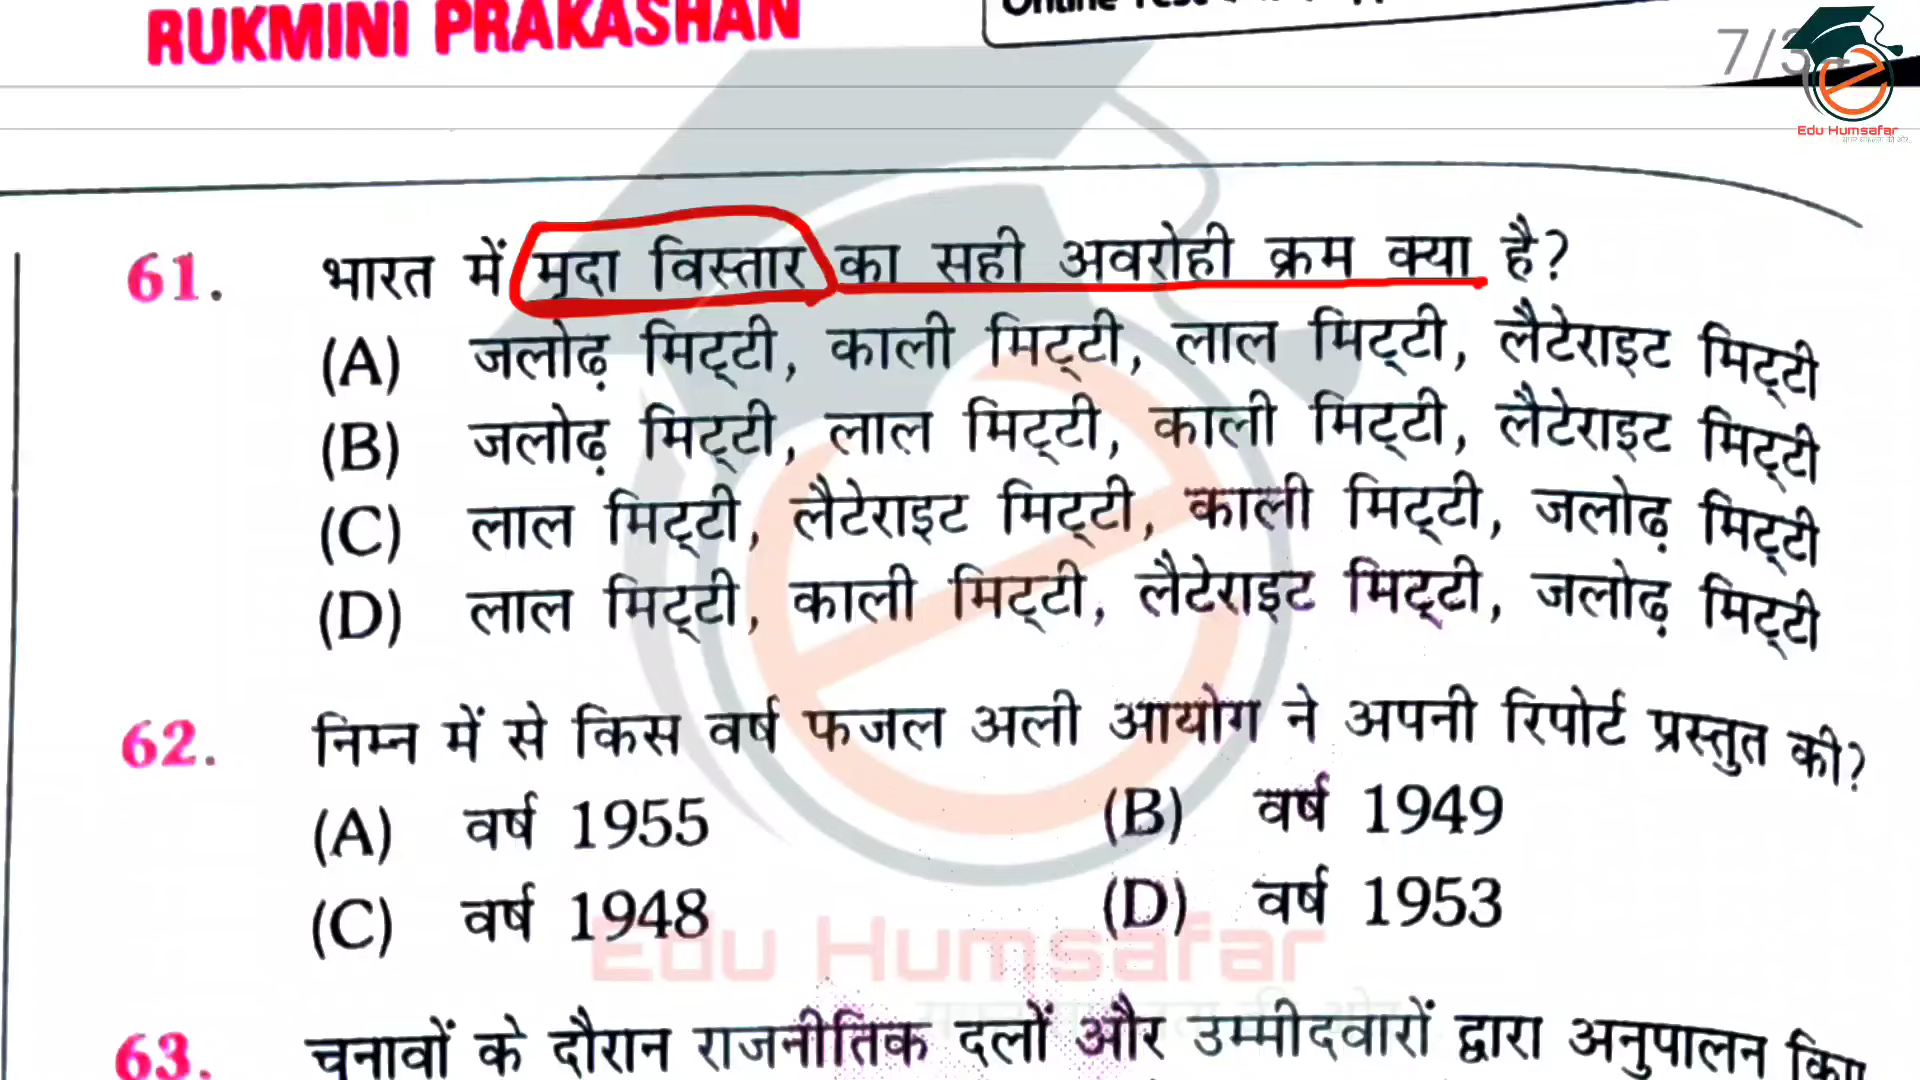 RUKMINI PRAKASHAN
7/34
Edu Humsafar
61. भारत में मृदा विस्तार का सही अवरोही क्रम क्या है?
(A) जलोढ़ मिट्टी, काली मिट्टी, लाल मिट्टी, लैटेराइट मिट्टी
(B) जलोढ़ मिट्टी, लाल मिट्टी, काली मिट्टी, लैटेराइट मिट्टी
(C) लाल मिट्टी, लैटेराइट मिट्टी, काली मिट्टी, जलोढ़ मिट्टी
(D) लाल मिट्टी, काली मिट्टी, लैटेराइट मिट्टी, जलोढ़ मिट्टी
62. निम्न में से किस वर्ष फजल अली आयोग ने अपनी रिपोर्ट प्रस्तुत की?
(A) वर्ष 1955 (B) वर्ष 1949
(C) वर्ष 1948 (D) वर्ष 1953
Edu Humsafar
63. चुनावों के दौरान राजनीतिक दलों और उम्मीदवारों द्वारा अनुपालन